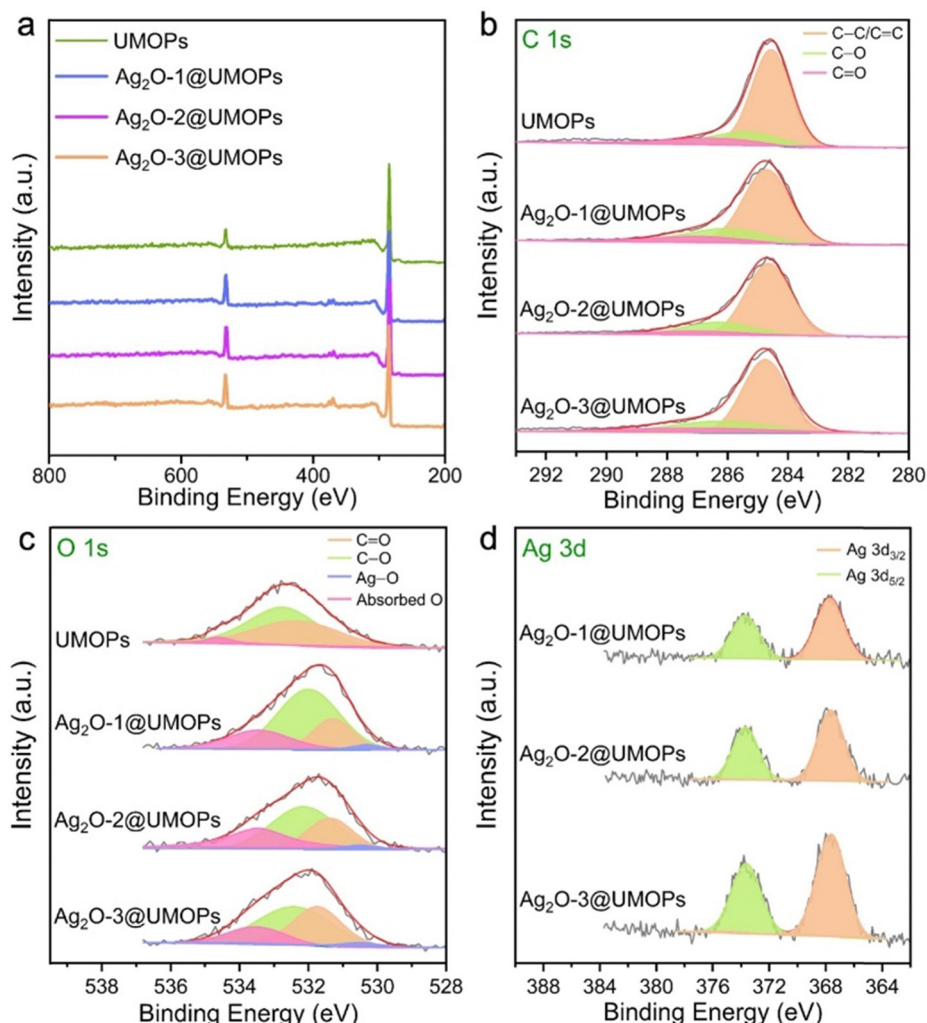 a
UMOPs
Ag₂O-1@UMOPs
Ag₂O-2@UMOPs
Ag₂O-3@UMOPs
Intensity (a.u.)
800 600 400 200
Binding Energy (eV)
b
C 1s
C−C/C=C
C−O
C=O
UMOPs
Ag₂O-1@UMOPs
Ag₂O-2@UMOPs
Ag₂O-3@UMOPs
Intensity (a.u.)
292 290 288 286 284 282 280
Binding Energy (eV)
c
O 1s
C=O
C−O
Ag−O
Absorbed O
UMOPs
Ag₂O-1@UMOPs
Ag₂O-2@UMOPs
Ag₂O-3@UMOPs
Intensity (a.u.)
538 536 534 532 530 528
Binding Energy (eV)
d
Ag 3d
Ag 3d₃/₂
Ag 3d₅/₂
Ag₂O-1@UMOPs
Ag₂O-2@UMOPs
Ag₂O-3@UMOPs
Intensity (a.u.)
388 384 380 376 372 368 364
Binding Energy (eV)